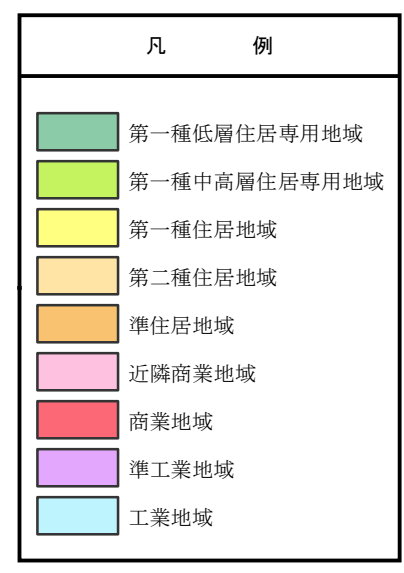 凡 例
第一種低層住居専用地域
第一種中高層住居専用地域
第一種住居地域
第二種住居地域
準住居地域
近隣商業地域
商業地域
準工業地域
工業地域